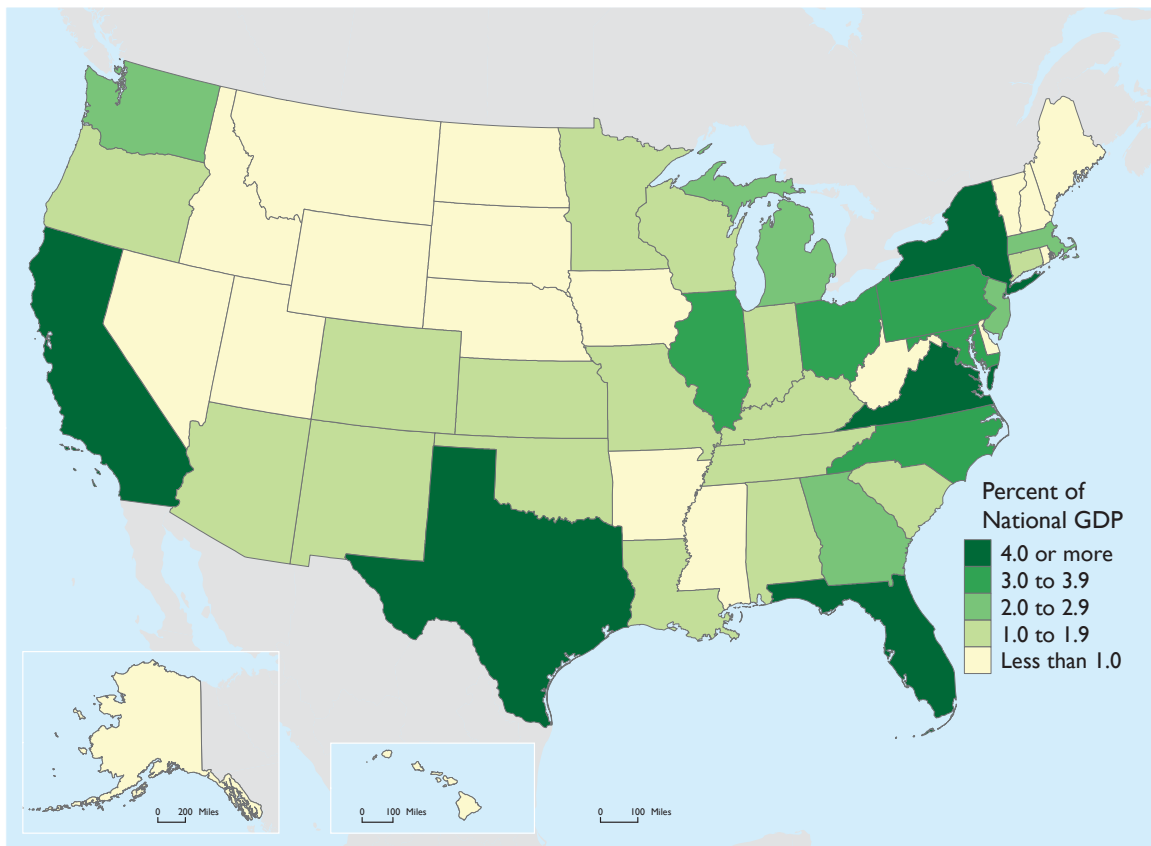 Percent of
National GDP
4.0 or more
3.0 to 3.9
2.0 to 2.9
1.0 to 1.9
Less than 1.0
0 200 Miles
0 100 Miles
0 100 Miles